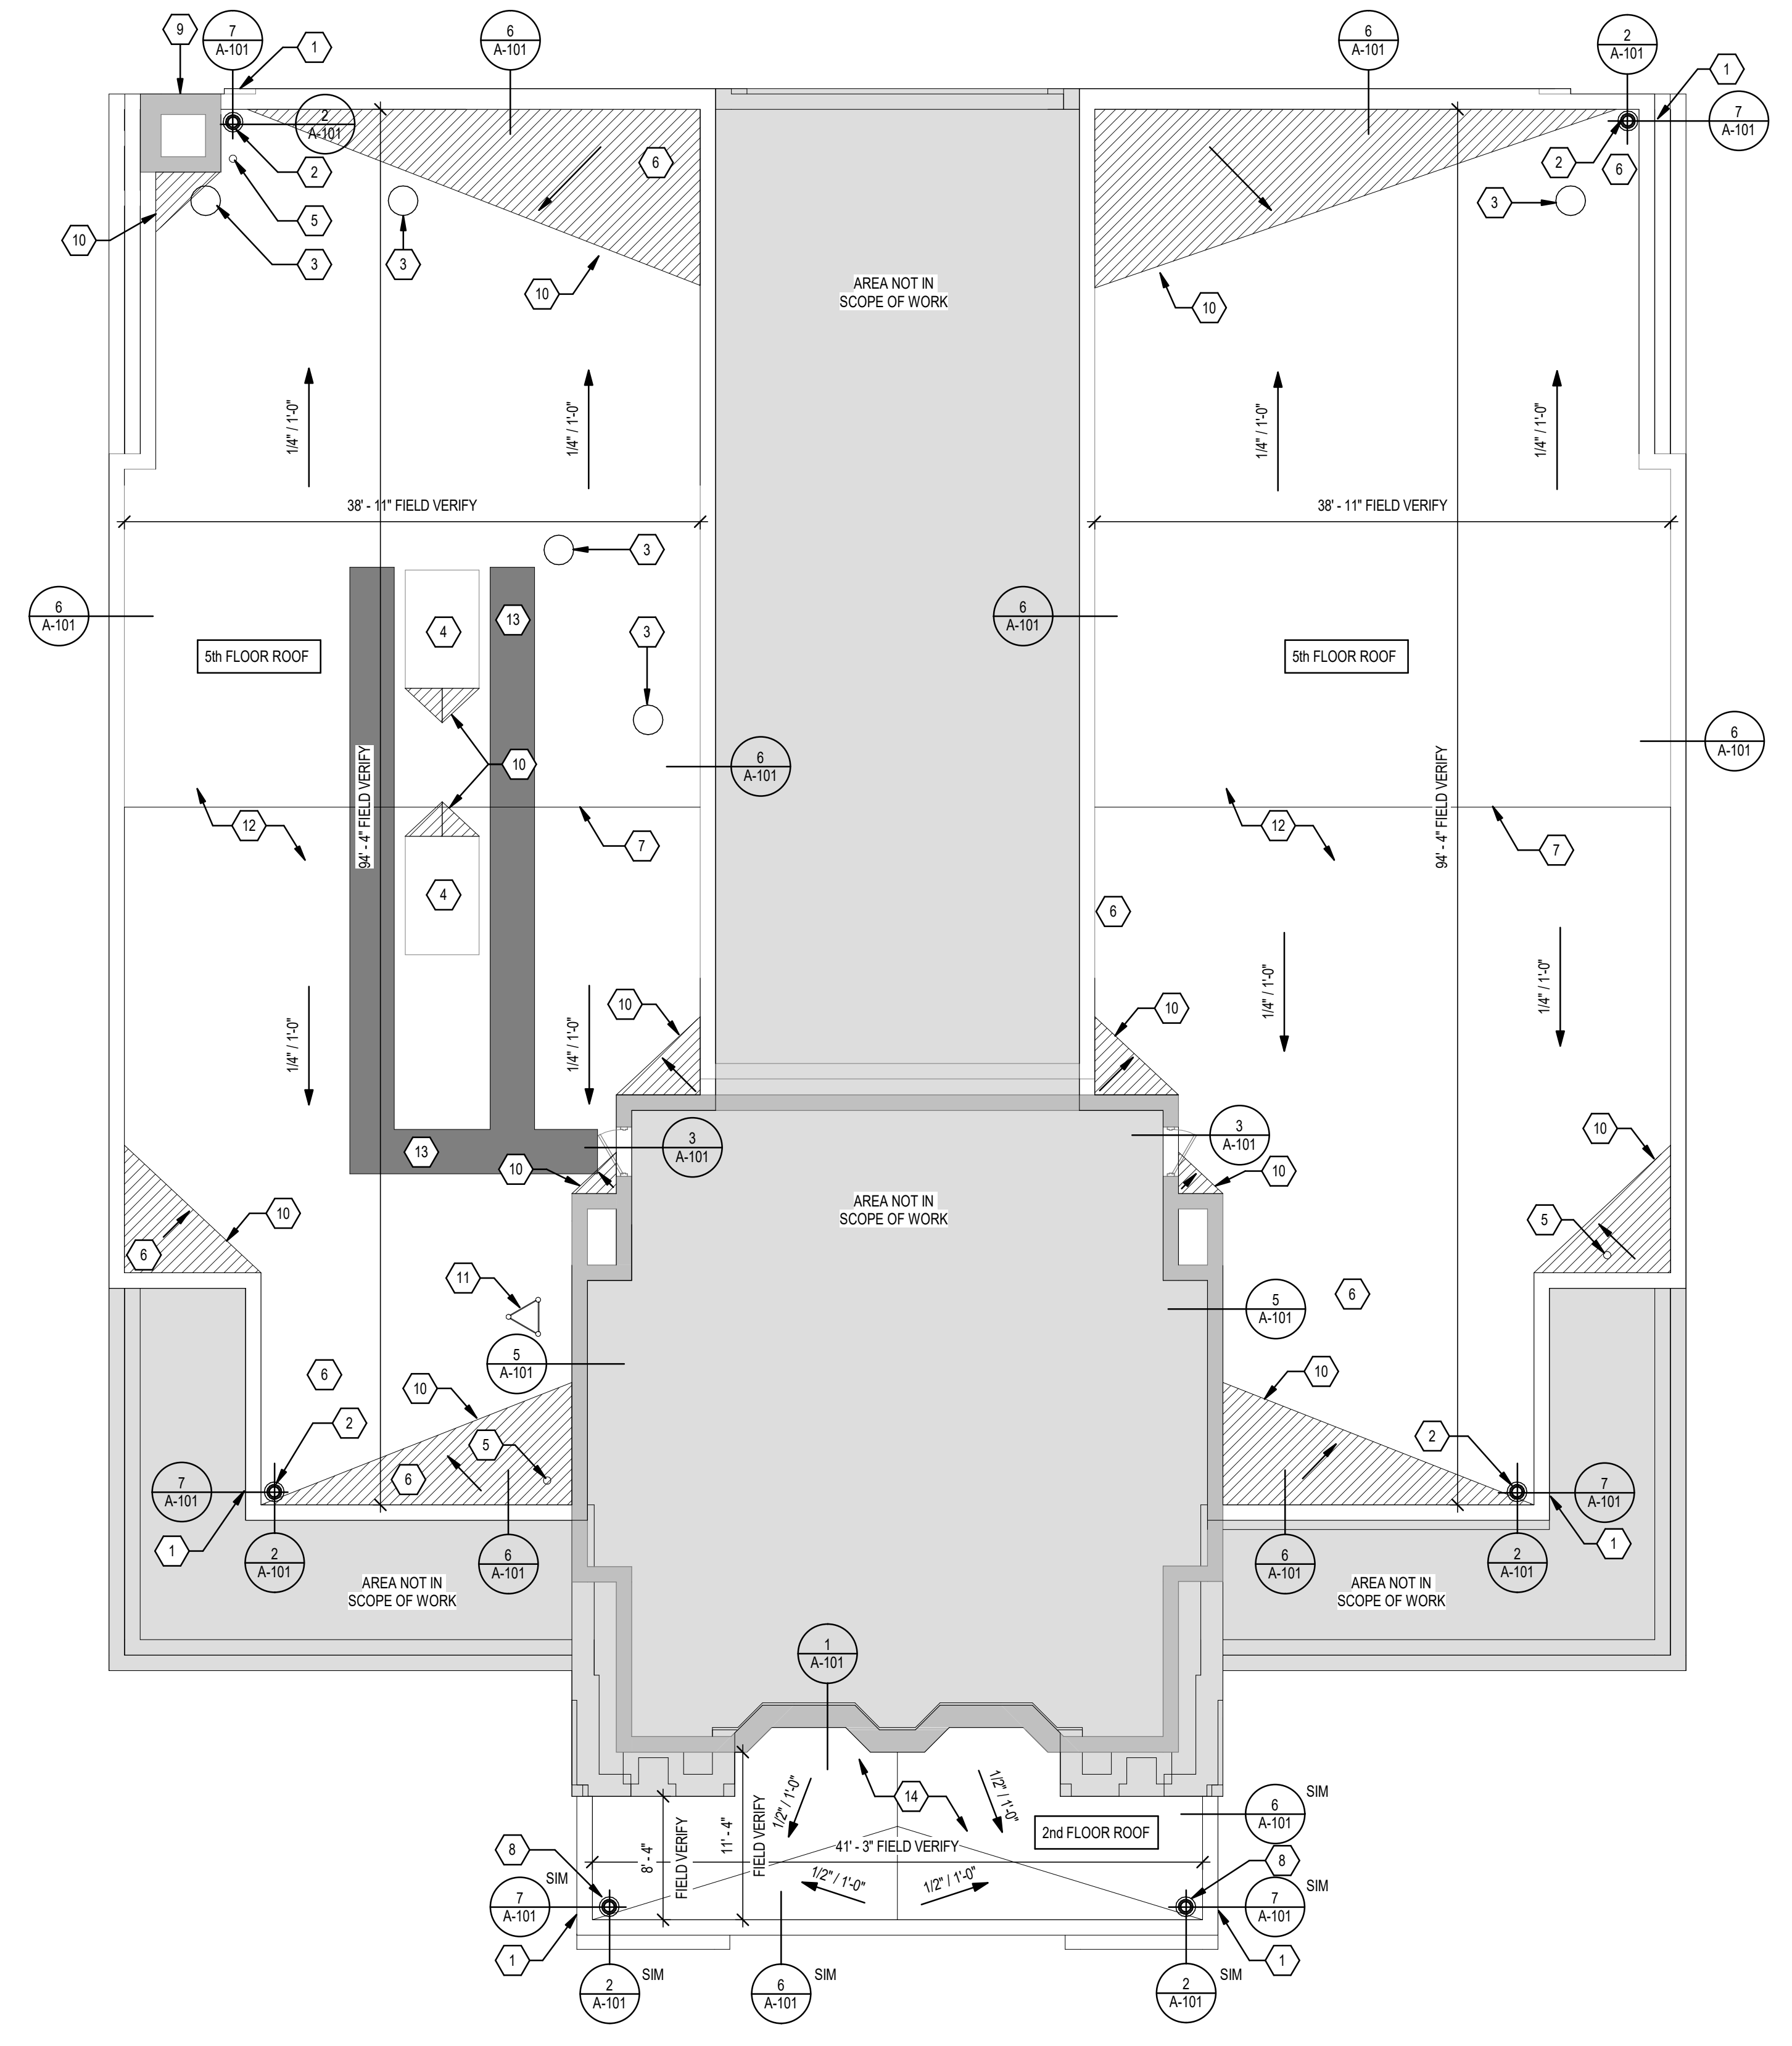 9
7
A-101
1
6
A-101
6
A-101
2
A-101
1
2
A-101
7
A-101
2
6
2
6
5
3
10
3
3
10
10
AREA NOT IN
SCOPE OF WORK
1/4" / 1'-0"
1/4" / 1'-0"
1/4" / 1'-0"
1/4" / 1'-0"
38' - 11" FIELD VERIFY
38' - 11" FIELD VERIFY
3
6
A-101
4
13
3
6
A-101
5th FLOOR ROOF
5th FLOOR ROOF
10
6
A-101
6
A-101
94' - 4" FIELD VERIFY
94' - 4" FIELD VERIFY
12
7
12
7
4
6
1/4" / 1'-0"
1/4" / 1'-0"
10
10
1/4" / 1'-0"
1/4" / 1'-0"
3
A-101
3
A-101
10
13
10
10
AREA NOT IN
SCOPE OF WORK
10
5
6
11
5
A-101
6
5
A-101
6
10
10
2
5
2
6
7
A-101
7
A-101
1
2
A-101
6
A-101
6
A-101
2
A-101
1
AREA NOT IN
SCOPE OF WORK
AREA NOT IN
SCOPE OF WORK
1
A-101
1/2" / 1'-0"
1/2" / 1'-0"
14
6
A-101
SIM
2nd FLOOR ROOF
8' - 4"
FIELD VERIFY
11' - 4"
FIELD VERIFY
41' - 3" FIELD VERIFY
8
8
1/2" / 1'-0"
1/2" / 1'-0"
SIM
7
A-101
7
A-101
SIM
1
1
2
A-101
SIM
6
A-101
SIM
2
A-101
SIM